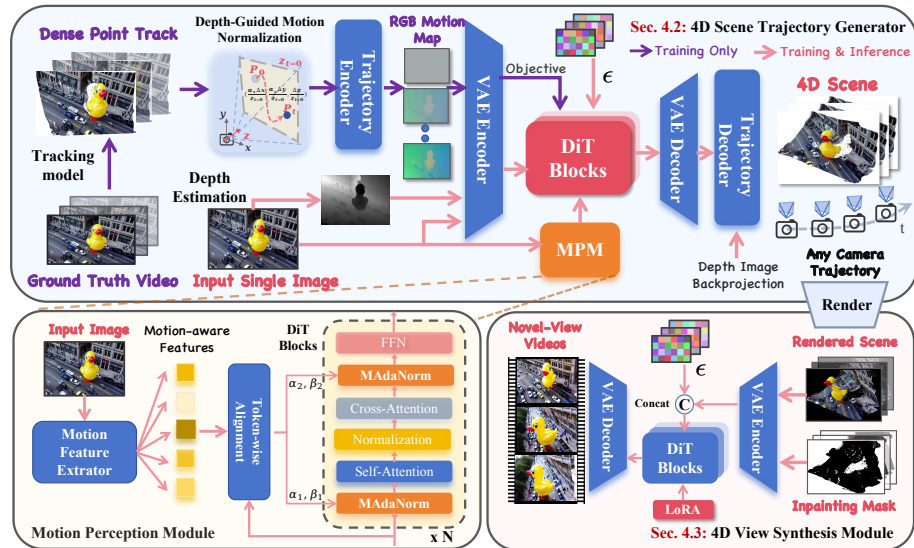 Dense Point Track
Depth-Guided Motion
Normalization
RGB Motion
Map
Sec. 4.2: 4D Scene Trajectory Generator
Training Only
Training & Inference
Objective
ϵ
4D Scene
Trajectory
Encoder
VAE Encoder
DiT
Blocks
VAE Decoder
Trajectory
Decoder
Tracking
model
Depth
Estimation
MPM
t
Ground Truth Video
Input Single Image
Depth Image
Backprojection
Any Camera
Trajectory
Render
Input Image
Motion-aware
Features
DiT
Blocks
FFN
MAdaNorm
α₂, β₂
Cross-Attention
Normalization
Self-Attention
α₁, β₁
MAdaNorm
x N
Token-wise
Alignment
Motion
Feature
Extrator
Motion Perception Module
Novel-View
Videos
ϵ
Rendered Scene
Concat
C
VAE Decoder
DiT
Blocks
VAE Encoder
LoRA
Inpainting Mask
Sec. 4.3: 4D View Synthesis Module